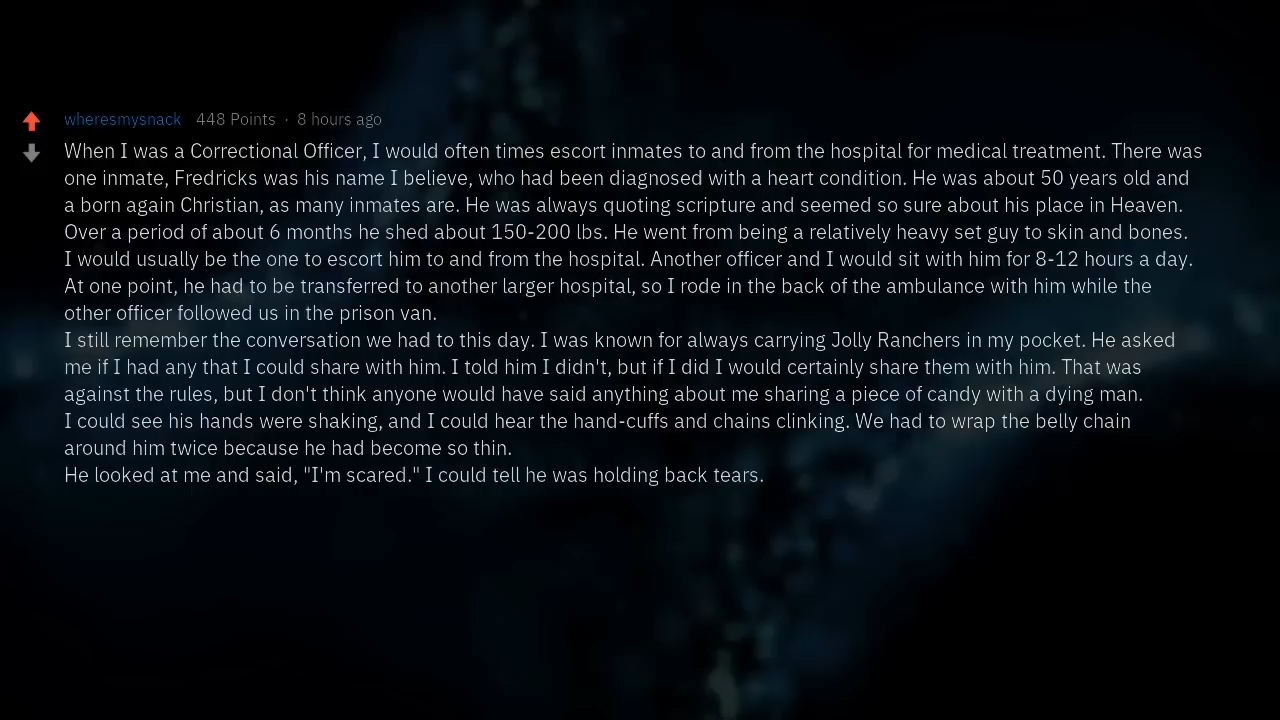 wheresmysnack 448 Points · 8 hours ago
When I was a Correctional Officer, I would often times escort inmates to and from the hospital for medical treatment. There was
one inmate, Fredricks was his name I believe, who had been diagnosed with a heart condition. He was about 50 years old and
a born again Christian, as many inmates are. He was always quoting scripture and seemed so sure about his place in Heaven.
Over a period of about 6 months he shed about 150-200 lbs. He went from being a relatively heavy set guy to skin and bones.
I would usually be the one to escort him to and from the hospital. Another officer and I would sit with him for 8-12 hours a day.
At one point, he had to be transferred to another larger hospital, so I rode in the back of the ambulance with him while the
other officer followed us in the prison van.
I still remember the conversation we had to this day. I was known for always carrying Jolly Ranchers in my pocket. He asked
me if I had any that I could share with him. I told him I didn't, but if I did I would certainly share them with him. That was
against the rules, but I don't think anyone would have said anything about me sharing a piece of candy with a dying man.
I could see his hands were shaking, and I could hear the hand-cuffs and chains clinking. We had to wrap the belly chain
around him twice because he had become so thin.
He looked at me and said, "I'm scared." I could tell he was holding back tears.